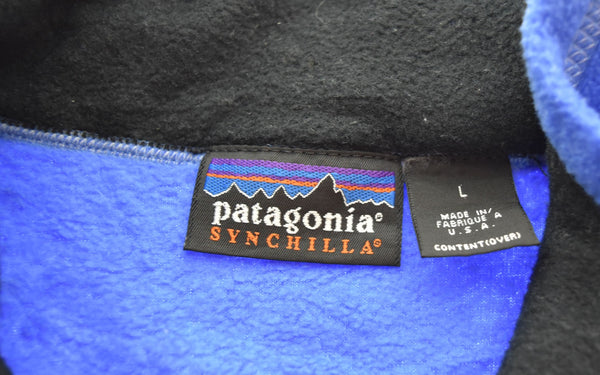 patagonia®
SYNCHILLA®
L
MADE IN/
FABRIQUE A
U.S.A.
CONTENT(OVER)